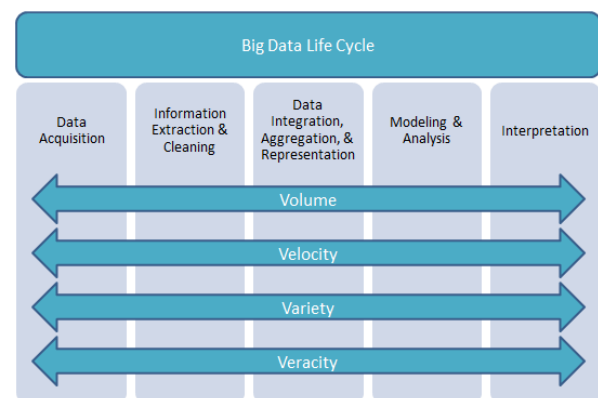 Big Data Life Cycle
Data
Acquisition
Information
Extraction &
Cleaning
Data
Integration,
Aggregation, &
Representation
Modeling &
Analysis
Interpretation
Volume
Velocity
Variety
Veracity